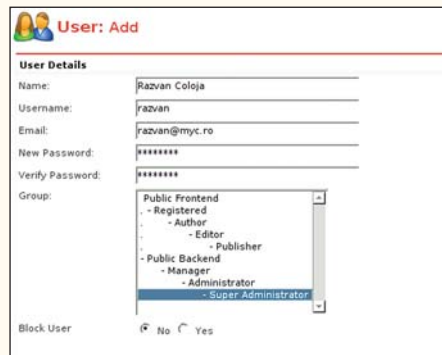 User: Add
User Details
Name: Razvan Coloja
Username: razvan
Email: razvan@myc.ro
New Password: ********
Verify Password: ********
Group: Public Frontend
. - Registered
. - Author
. - Editor
. - Publisher
- Public Backend
. - Manager
. - Administrator
. - Super Administrator
Block User No Yes